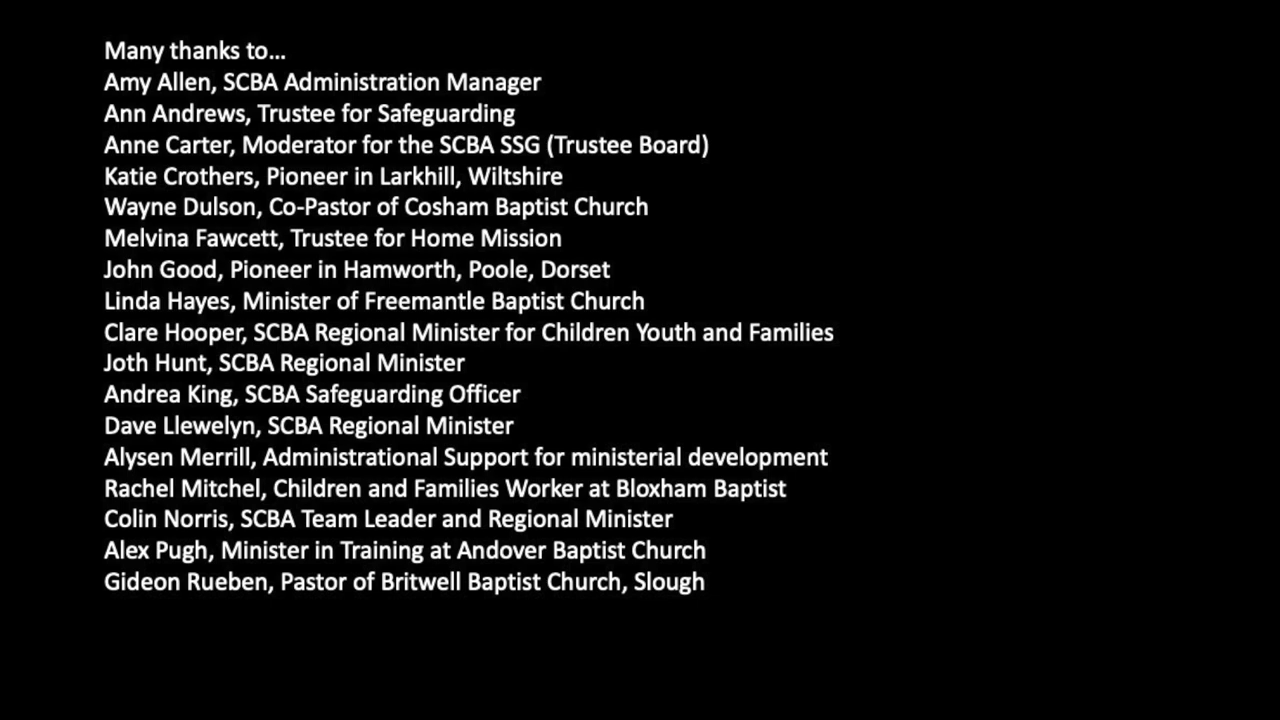 Many thanks to...
Amy Allen, SCBA Administration Manager
Ann Andrews, Trustee for Safeguarding
Anne Carter, Moderator for the SCBA SSG (Trustee Board)
Katie Crothers, Pioneer in Larkhill, Wiltshire
Wayne Dulson, Co-Pastor of Cosham Baptist Church
Melvina Fawcett, Trustee for Home Mission
John Good, Pioneer in Hamworth, Poole, Dorset
Linda Hayes, Minister of Freemantle Baptist Church
Clare Hooper, SCBA Regional Minister for Children Youth and Families
Joth Hunt, SCBA Regional Minister
Andrea King, SCBA Safeguarding Officer
Dave Llewelyn, SCBA Regional Minister
Alysen Merrill, Administrational Support for ministerial development
Rachel Mitchel, Children and Families Worker at Bloxham Baptist
Colin Norris, SCBA Team Leader and Regional Minister
Alex Pugh, Minister in Training at Andover Baptist Church
Gideon Rueben, Pastor of Britwell Baptist Church, Slough